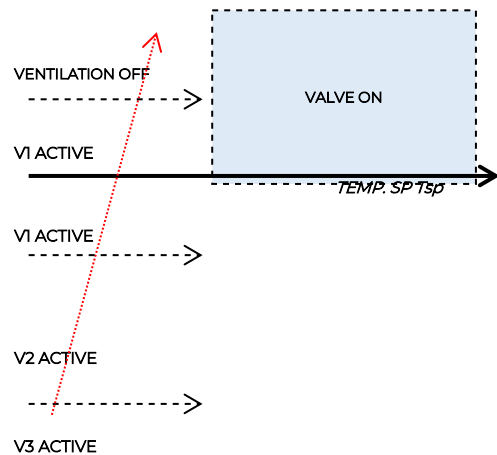 VENTILATION OFF
VALVE ON
V1 ACTIVE
TEMP. SP Tsp
V1 ACTIVE
V2 ACTIVE
V3 ACTIVE